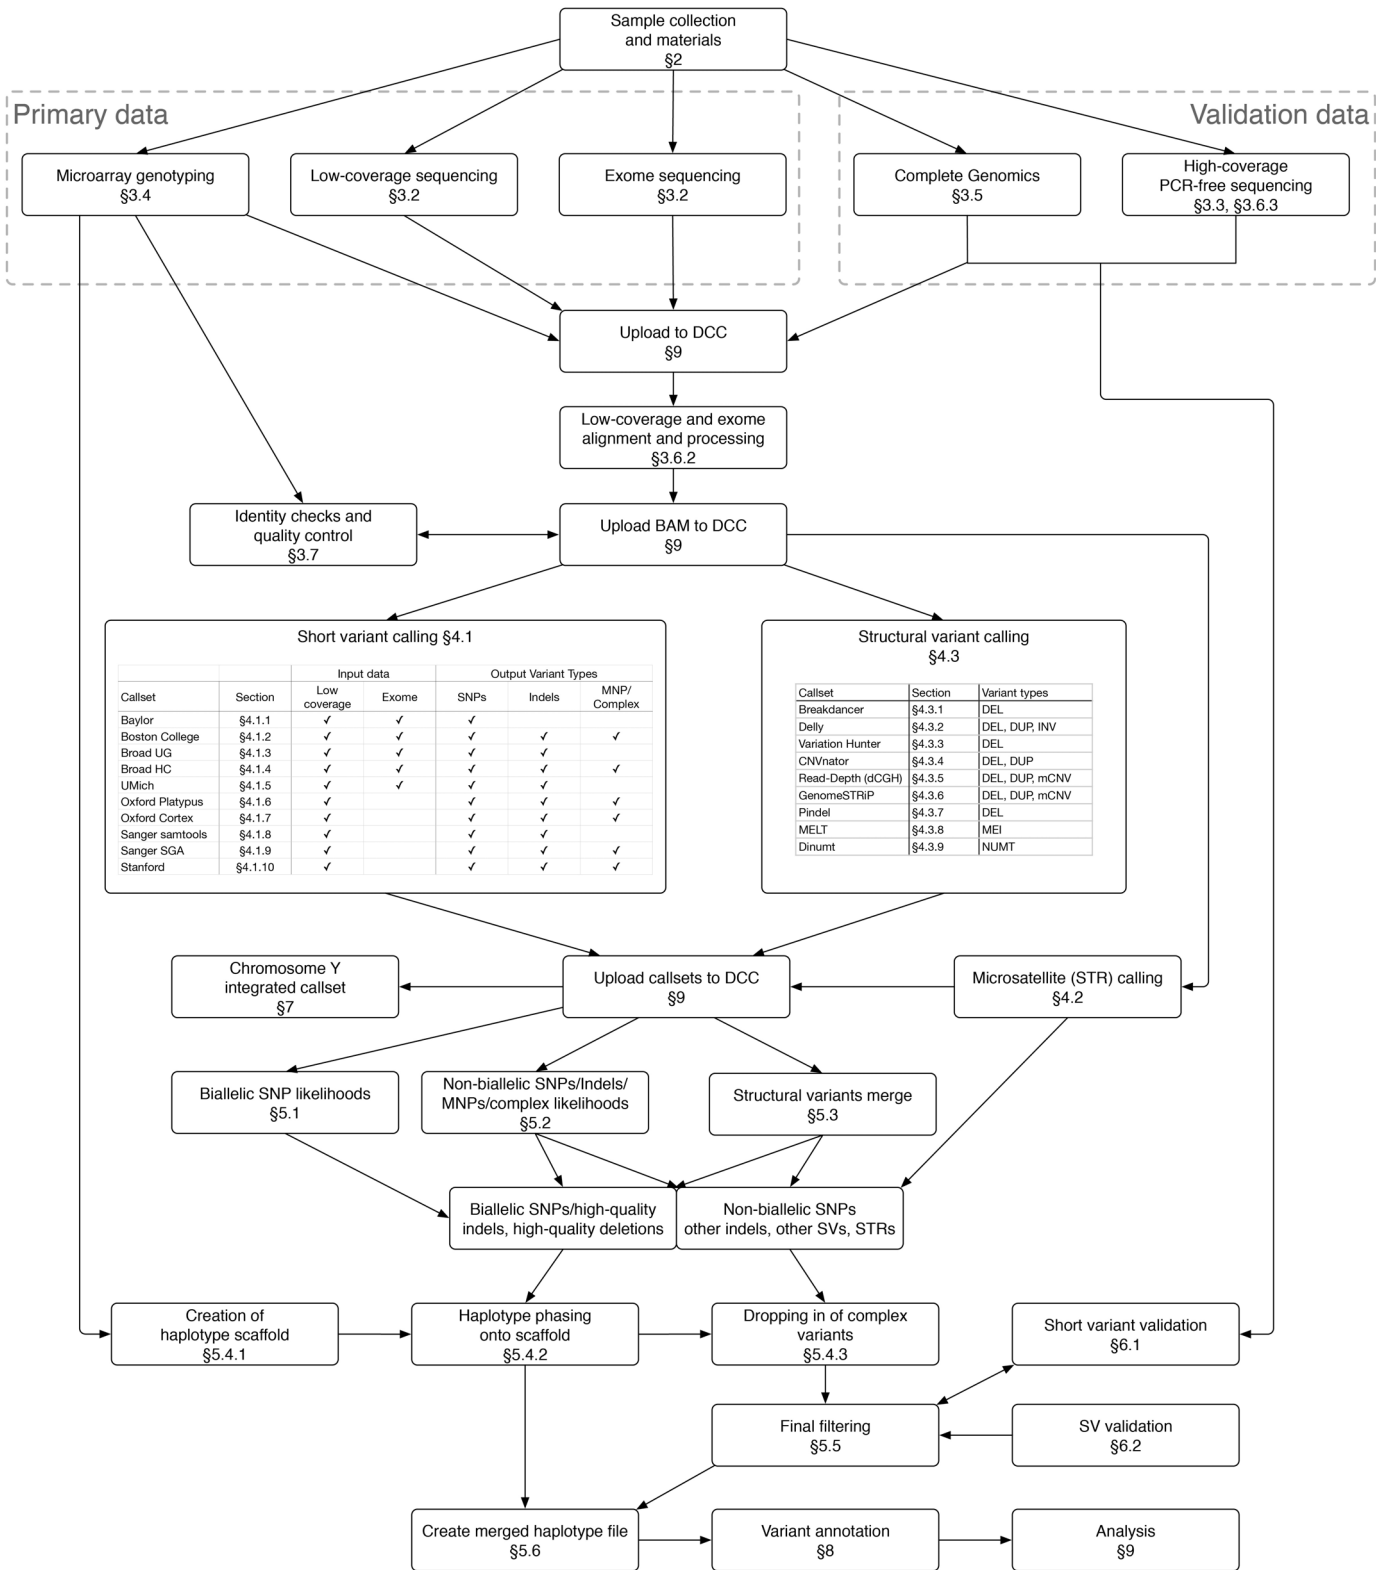 Sample collection
and materials
§2
Primary data
Validation data
Microarray genotyping
§3.4
Low-coverage sequencing
§3.2
Exome sequencing
§3.2
Complete Genomics
§3.5
High-coverage
PCR-free sequencing
§3.3, §3.6.3
Upload to DCC
§9
Low-coverage and exome
alignment and processing
§3.6.2
Identity checks and
quality control
§3.7
Upload BAM to DCC
§9
Short variant calling §4.1
Input data Output Variant Types
Callset Section Low coverage Exome SNPs Indels MNP/ Complex
Baylor §4.1.1 ✓ ✓ ✓
Boston College §4.1.2 ✓ ✓ ✓ ✓ ✓
Broad UG §4.1.3 ✓ ✓ ✓ ✓
Broad HC §4.1.4 ✓ ✓ ✓ ✓ ✓
UMich §4.1.5 ✓ ✓ ✓ ✓
Oxford Platypus §4.1.6 ✓ ✓ ✓ ✓
Oxford Cortex §4.1.7 ✓ ✓ ✓ ✓
Sanger samtools §4.1.8 ✓ ✓ ✓
Sanger SGA §4.1.9 ✓ ✓ ✓ ✓
Stanford §4.1.10 ✓ ✓ ✓ ✓
Structural variant calling
§4.3
Callset Section Variant types
Breakdancer §4.3.1 DEL
Delly §4.3.2 DEL, DUP, INV
Variation Hunter §4.3.3 DEL
CNVnator §4.3.4 DEL, DUP
Read-Depth (dCGH) §4.3.5 DEL, DUP, mCNV
GenomeSTRiP §4.3.6 DEL, DUP, mCNV
Pindel §4.3.7 DEL
MELT §4.3.8 MEI
Dinumt §4.3.9 NUMT
Chromosome Y
integrated callset
§7
Upload callsets to DCC
§9
Microsatellite (STR) calling
§4.2
Biallelic SNP likelihoods
§5.1
Non-biallelic SNPs/Indels/
MNPs/complex likelihoods
§5.2
Structural variants merge
§5.3
Biallelic SNPs/high-quality
indels, high-quality deletions
Non-biallelic SNPs
other indels, other SVs, STRs
Creation of
haplotype scaffold
§5.4.1
Haplotype phasing
onto scaffold
§5.4.2
Dropping in of complex
variants
§5.4.3
Short variant validation
§6.1
Final filtering
§5.5
SV validation
§6.2
Create merged haplotype file
§5.6
Variant annotation
§8
Analysis
§9